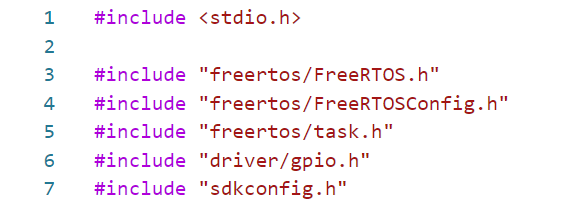 1 #include <stdio.h>
2
3 #include "freertos/FreeRTOS.h"
4 #include "freertos/FreeRTOSConfig.h"
5 #include "freertos/task.h"
6 #include "driver/gpio.h"
7 #include "sdkconfig.h"